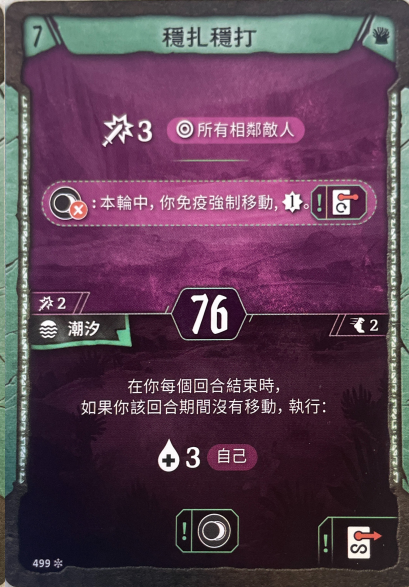 7 穩扎穩打
3 所有相鄰敵人
:本輪中,你免疫強制移動, 1。!
2
76
潮汐
2
在你每個回合結束時,
如果你該回合期間沒有移動,執行:
3 自己
!
!
499